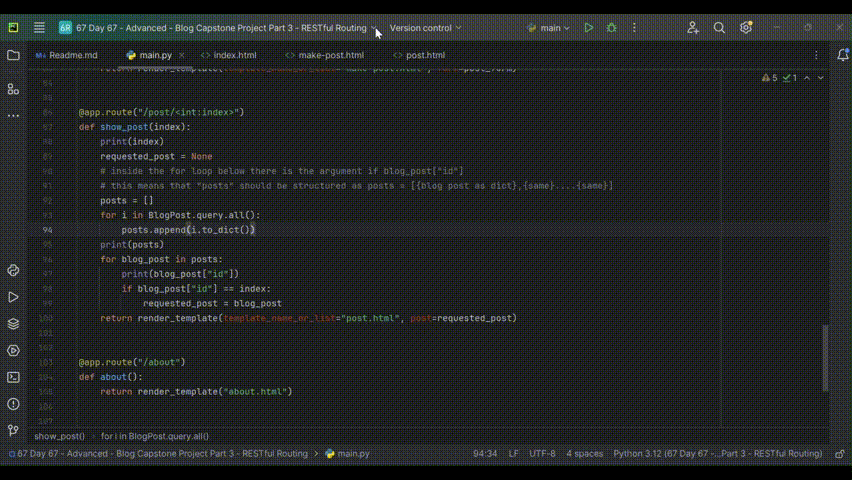 67 Day 67 - Advanced - Blog Capstone Project Part 3 - RESTful Routing Version control main
Readme.md main.py index.html make-post.html post.html
84
5 1
85
86 @app.route("/post/<int:index>")
87 def show_post(index):
88 print(index)
89 requested_post = None
90 # inside the for loop below there is the argument if blog_post["id"]
91 # this means that "posts" should be structured as posts = [{blog post as dict},{same}....{same}]
92 posts = []
93 for i in BlogPost.query.all():
94 posts.append(i.to_dict())
95 print(posts)
96 for blog_post in posts:
97 print(blog_post["id"])
98 if blog_post["id"] == index:
99 requested_post = blog_post
100 return render_template(template_name_or_list="post.html", post=requested_post)
101
102
103 @app.route("/about")
104 def about():
105 return render_template("about.html")
106
107
show_post() › for i in BlogPost.query.all()
67 Day 67 - Advanced - Blog Capstone Project Part 3 - RESTful Routing › main.py 94:34 LF UTF-8 4 spaces Python 3.12 (67 Day 67 -...Part 3 - RESTful Routing)